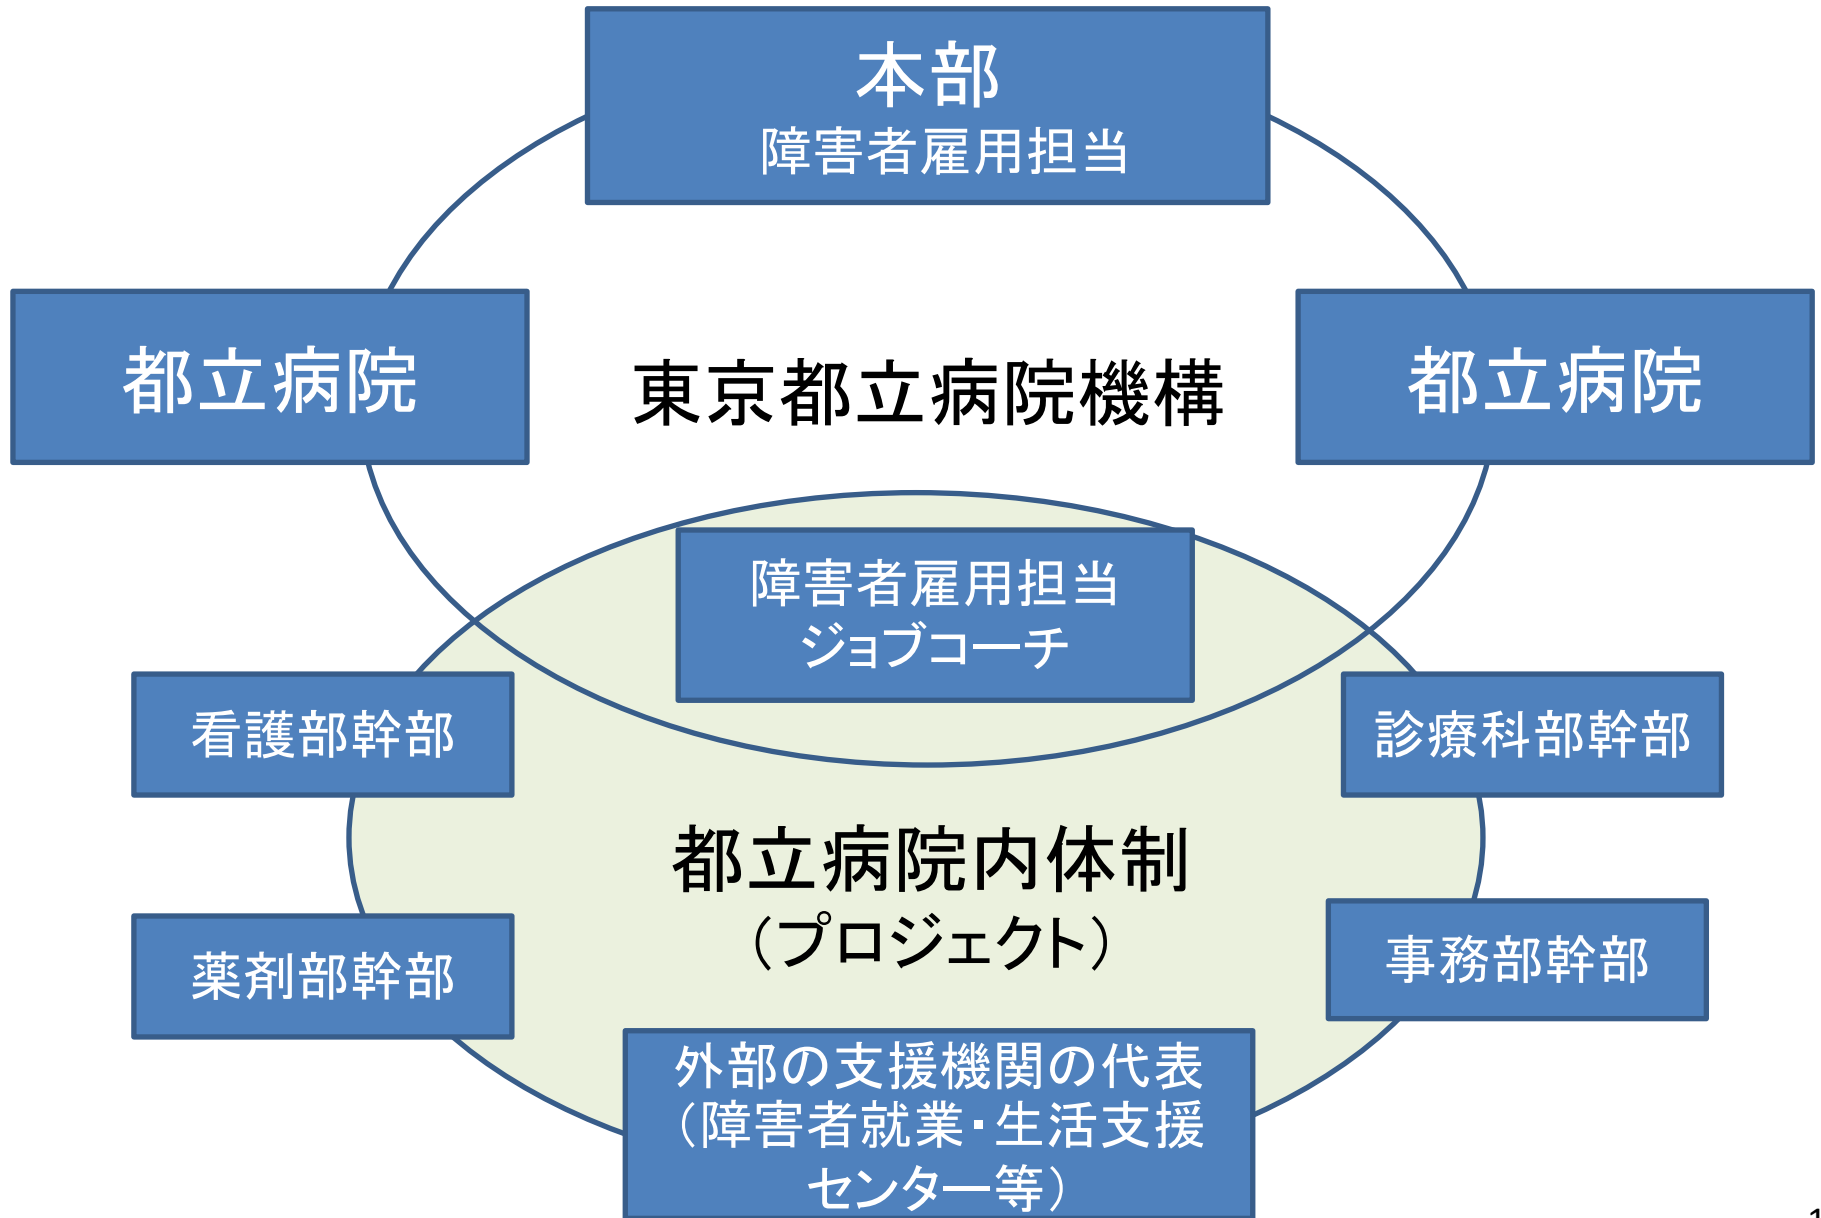 本部
障害者雇用担当
都立病院
東京都立病院機構
都立病院
障害者雇用担当
ジョブコーチ
看護部幹部
診療科部幹部
都立病院内体制
（プロジェクト）
薬剤部幹部
事務部幹部
外部の支援機関の代表
（障害者就業・生活支援
センター等）
1